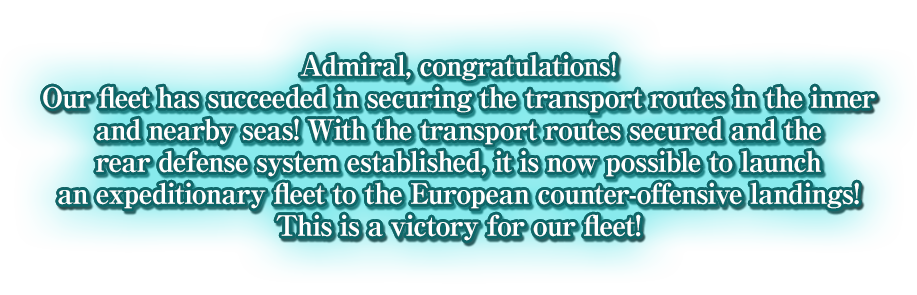 Admiral, congratulations!
Our fleet has succeeded in securing the transport routes in the inner
and nearby seas! With the transport routes secured and the
rear defense system established, it is now possible to launch
an expeditionary fleet to the European counter-offensive landings!
This is a victory for our fleet!